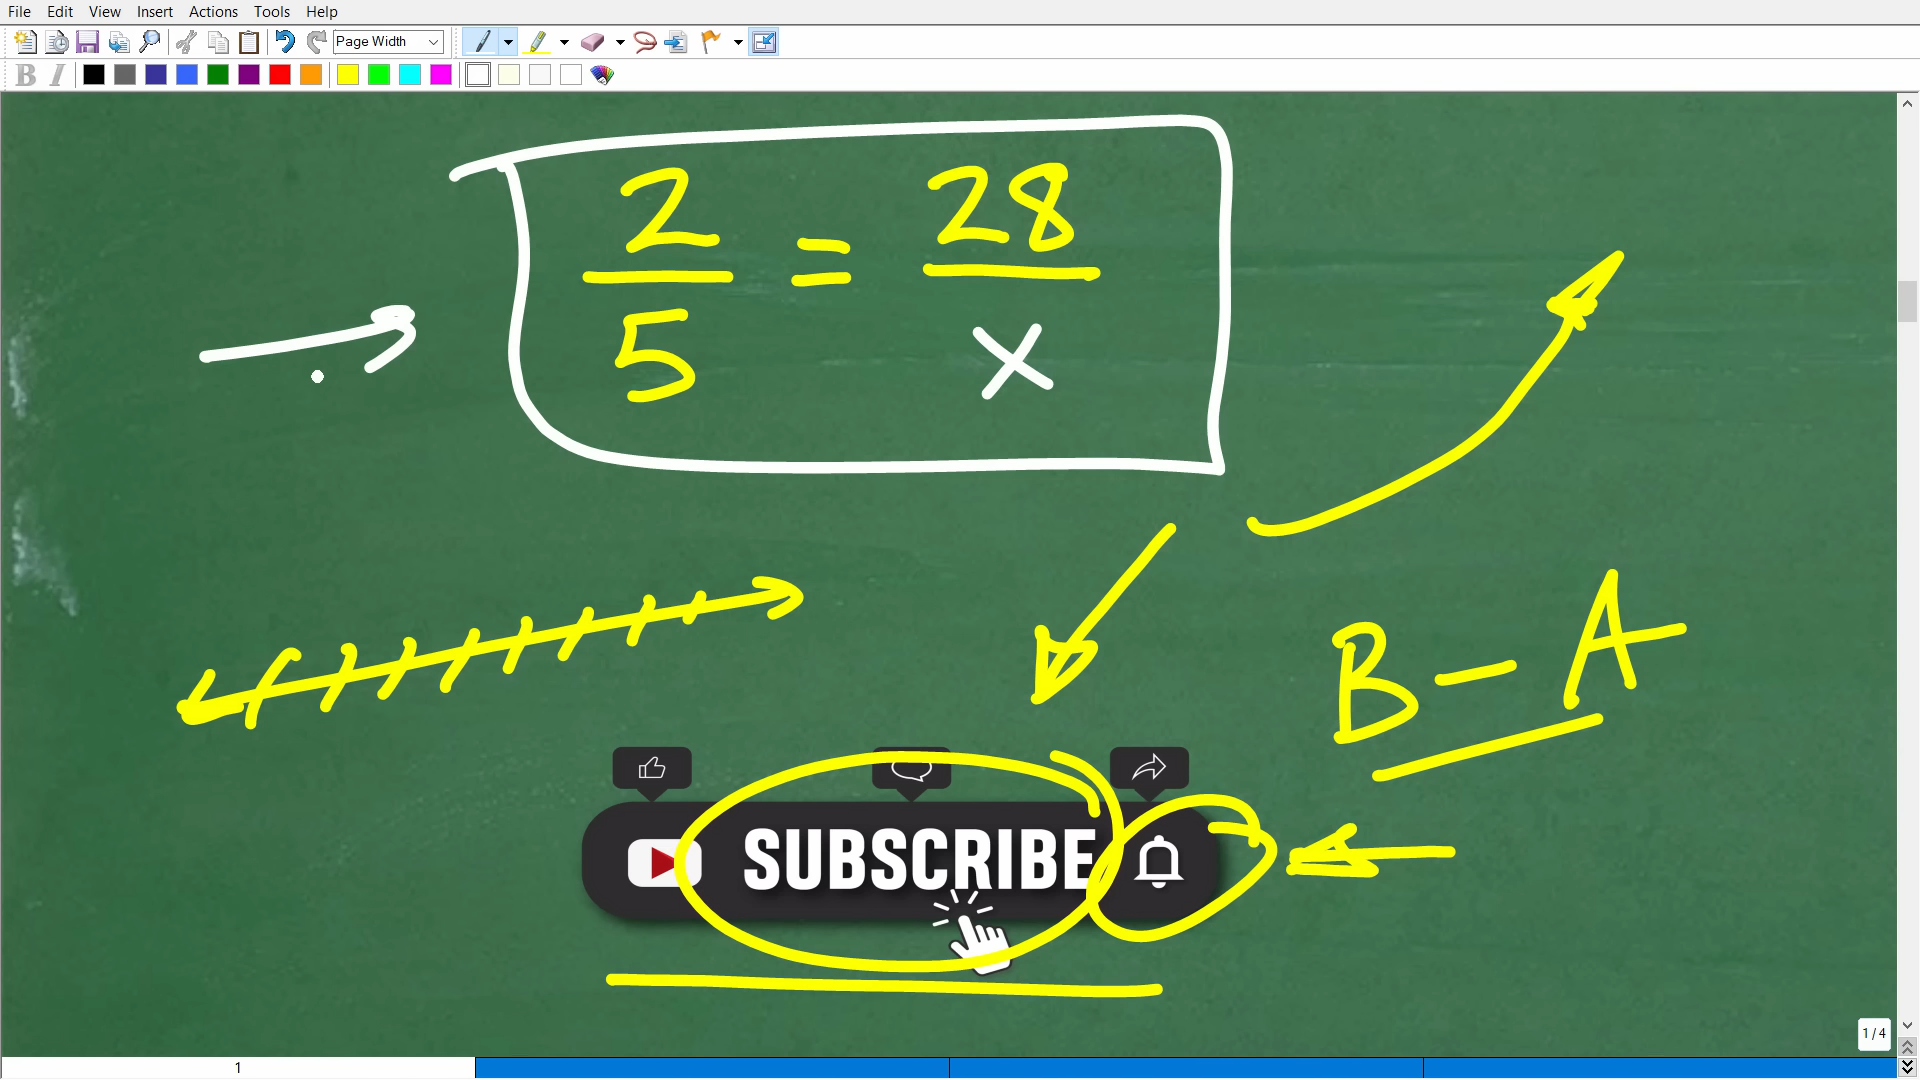 File Edit View Insert Actions Tools Help
Page Width
B I
2 = 28
5 X
B - A
SUBSCRIBE
1 / 4
1